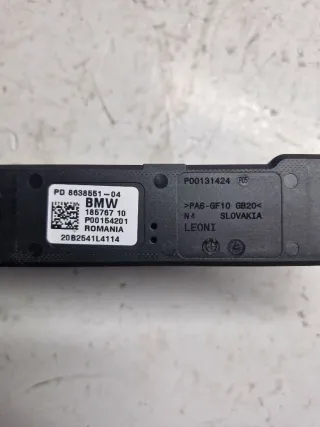 PD 8638551-04
BMW
185767 10
P00154201
ROMANIA
20B2541L4114
P00131424
>PA6-GF10 GB20<
N4 SLOVAKIA
LEONI